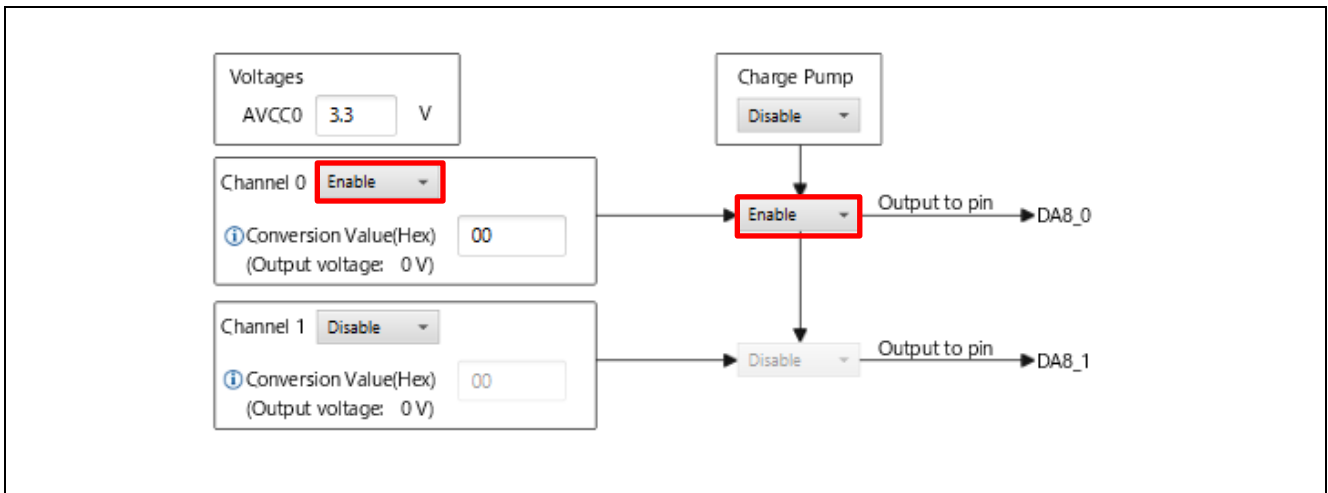 Voltages
AVCC0 3.3 V
Charge Pump
Disable
Channel 0 Enable
Conversion Value(Hex) 00
(Output voltage: 0 V)
Enable
Output to pin
DA8_0
Channel 1 Disable
Conversion Value(Hex) 00
(Output voltage: 0 V)
Disable
Output to pin
DA8_1